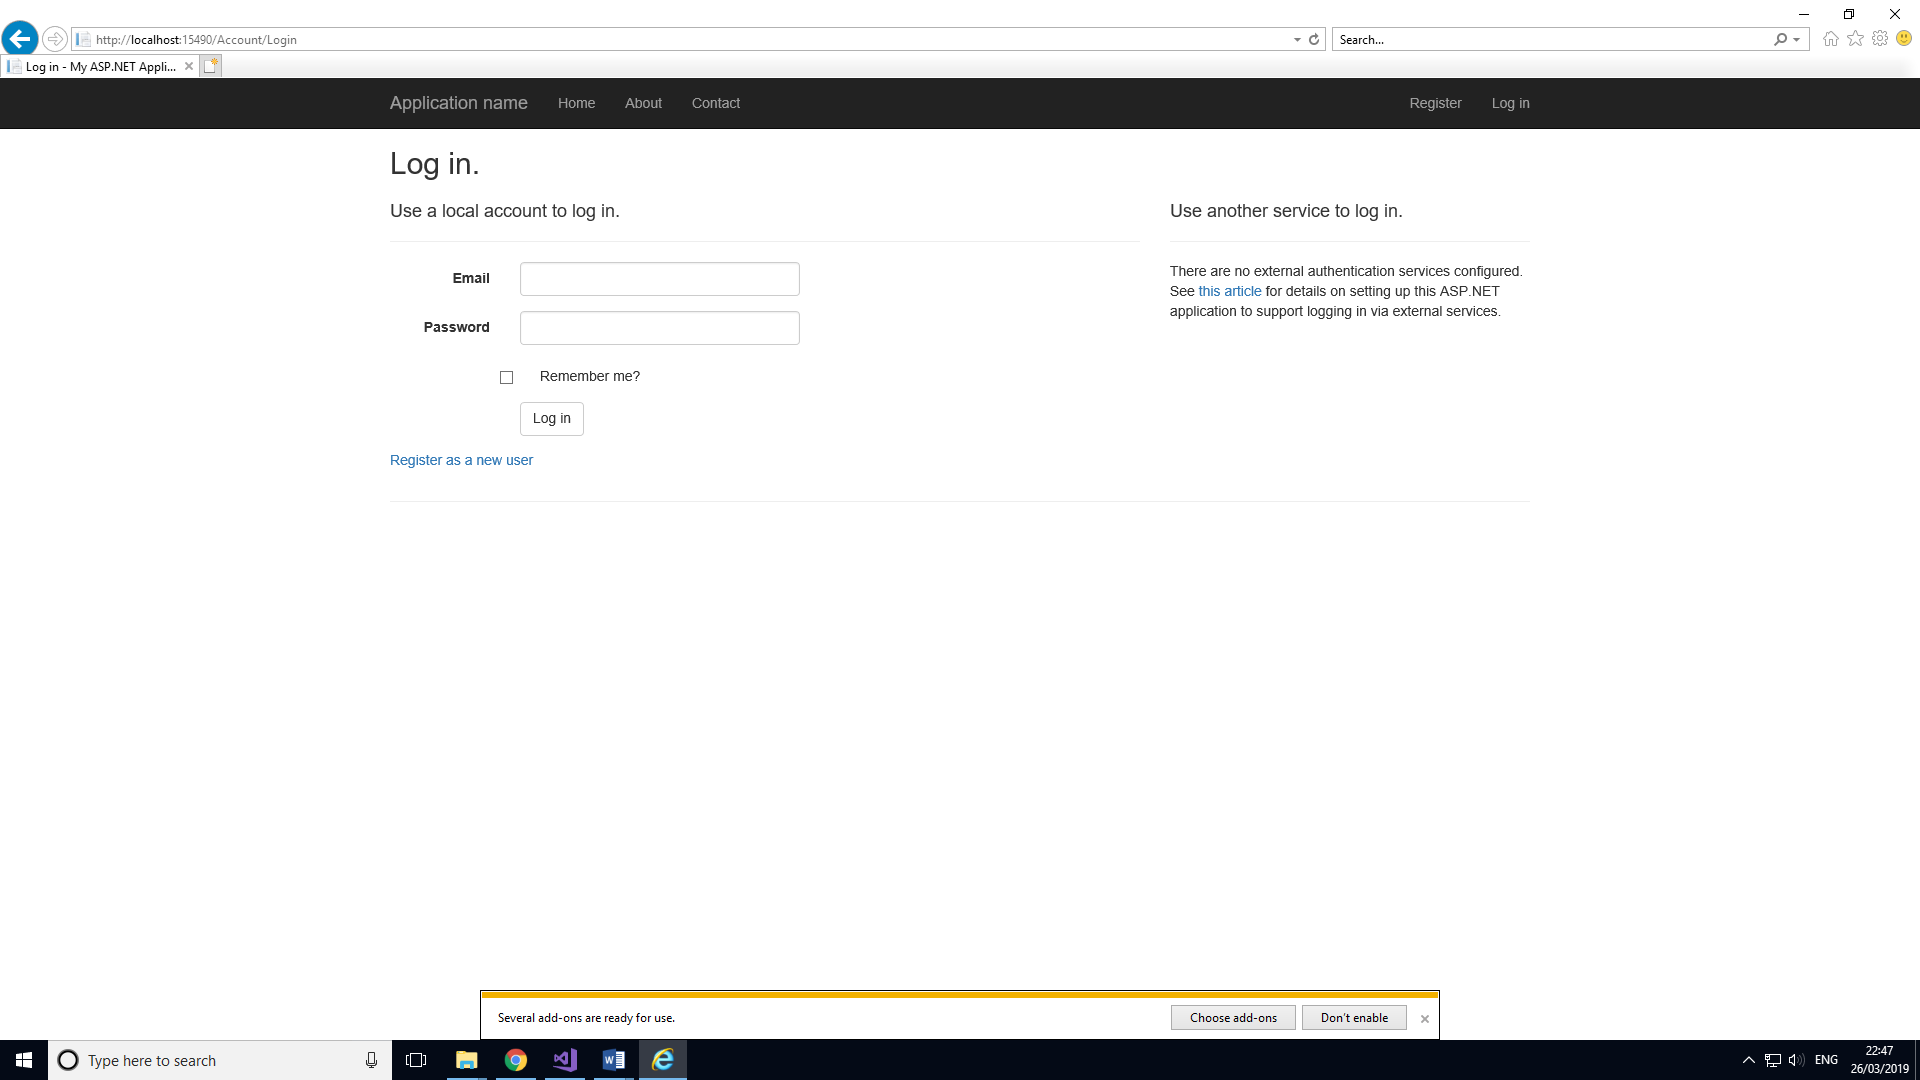 http://localhost:15490/Account/Login
Search...
Log in - My ASP.NET Appli...
Application name Home About Contact Register Log in
Log in.
Use a local account to log in.
Email
Password
Remember me?
Log in
Register as a new user
Use another service to log in.
There are no external authentication services configured.
See this article for details on setting up this ASP.NET
application to support logging in via external services.
Several add-ons are ready for use.
Choose add-ons
Don't enable
Type here to search
ENG
22:47
26/03/2019